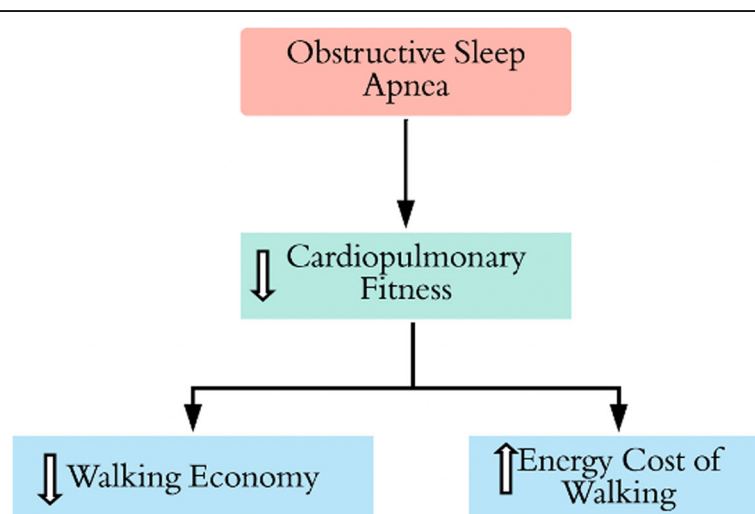 Obstructive Sleep
Apnea
Cardiopulmonary
Fitness
Walking Economy
Energy Cost of
Walking